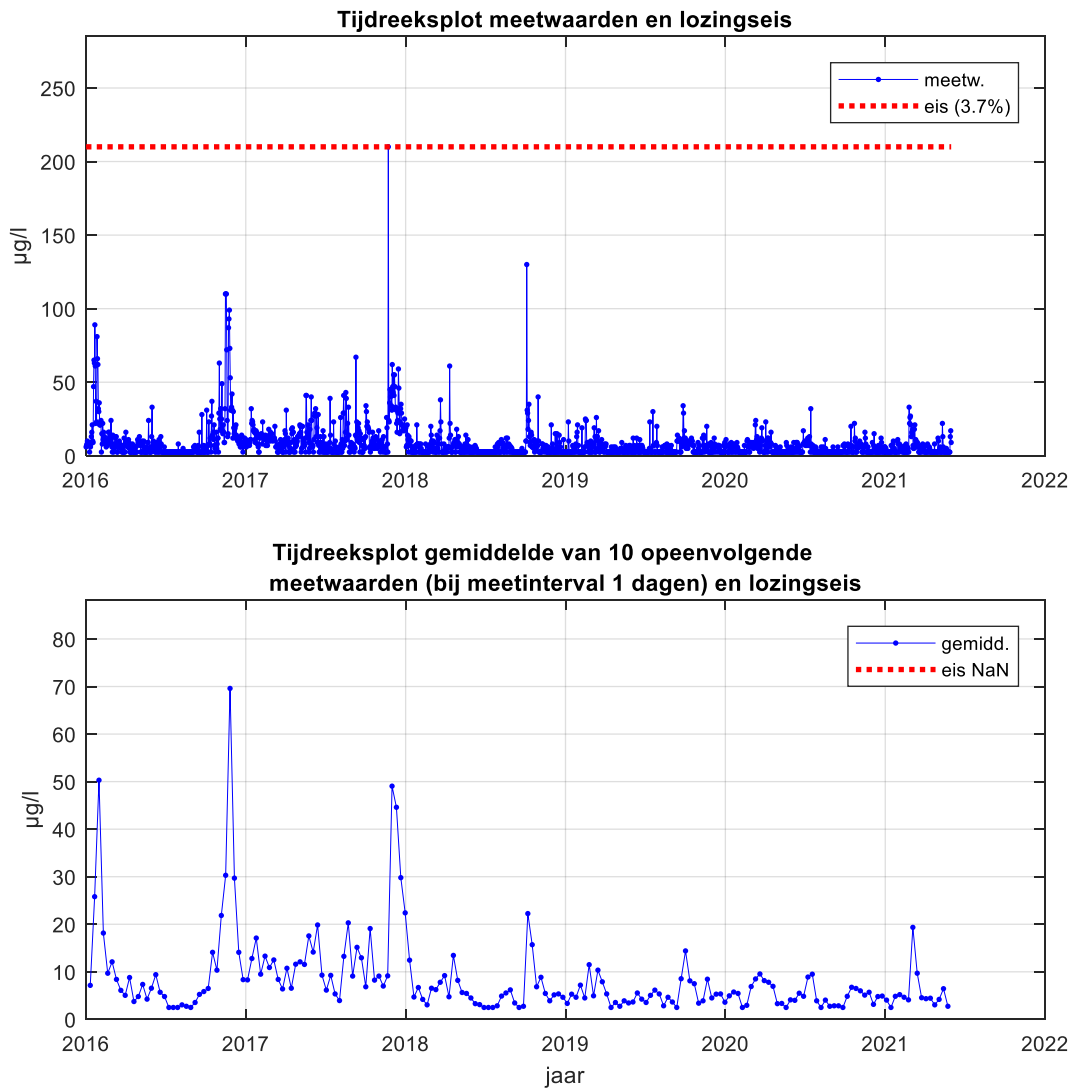 Tijdreeksplot meetwaarden en lozingseis
meetw.
eis (3.7%)
250
200
150
100
50
0
µg/l
2016 2017 2018 2019 2020 2021 2022
Tijdreeksplot gemiddelde van 10 opeenvolgende
meetwaarden (bij meetinterval 1 dagen) en lozingseis
gemidd.
eis NaN
80
70
60
50
40
30
20
10
0
µg/l
2016 2017 2018 2019 2020 2021 2022
jaar